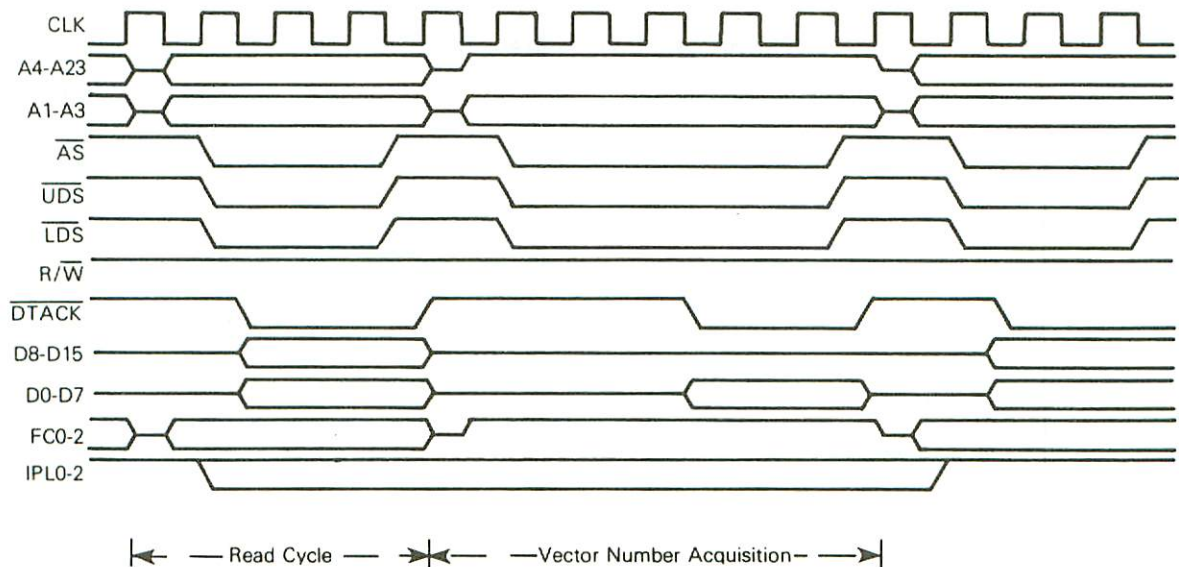 CLK
A4-A23
A1-A3
AS
UDS
LDS
R/W
DTACK
D8-D15
D0-D7
FC0-2
IPL0-2
Read Cycle
Vector Number Acquisition